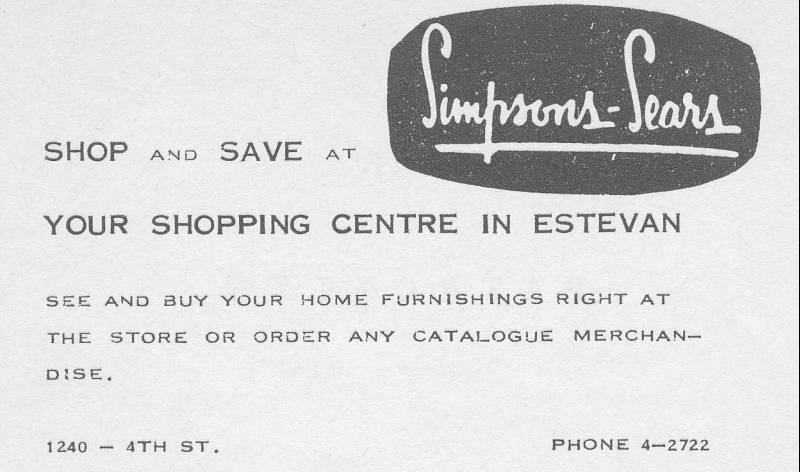 Simpsons-Sears
SHOP AND SAVE AT
YOUR SHOPPING CENTRE IN ESTEVAN
SEE AND BUY YOUR HOME FURNISHINGS RIGHT AT
THE STORE OR ORDER ANY CATALOGUE MERCHAN-
DISE.
1240 - 4TH ST. PHONE 4-2722